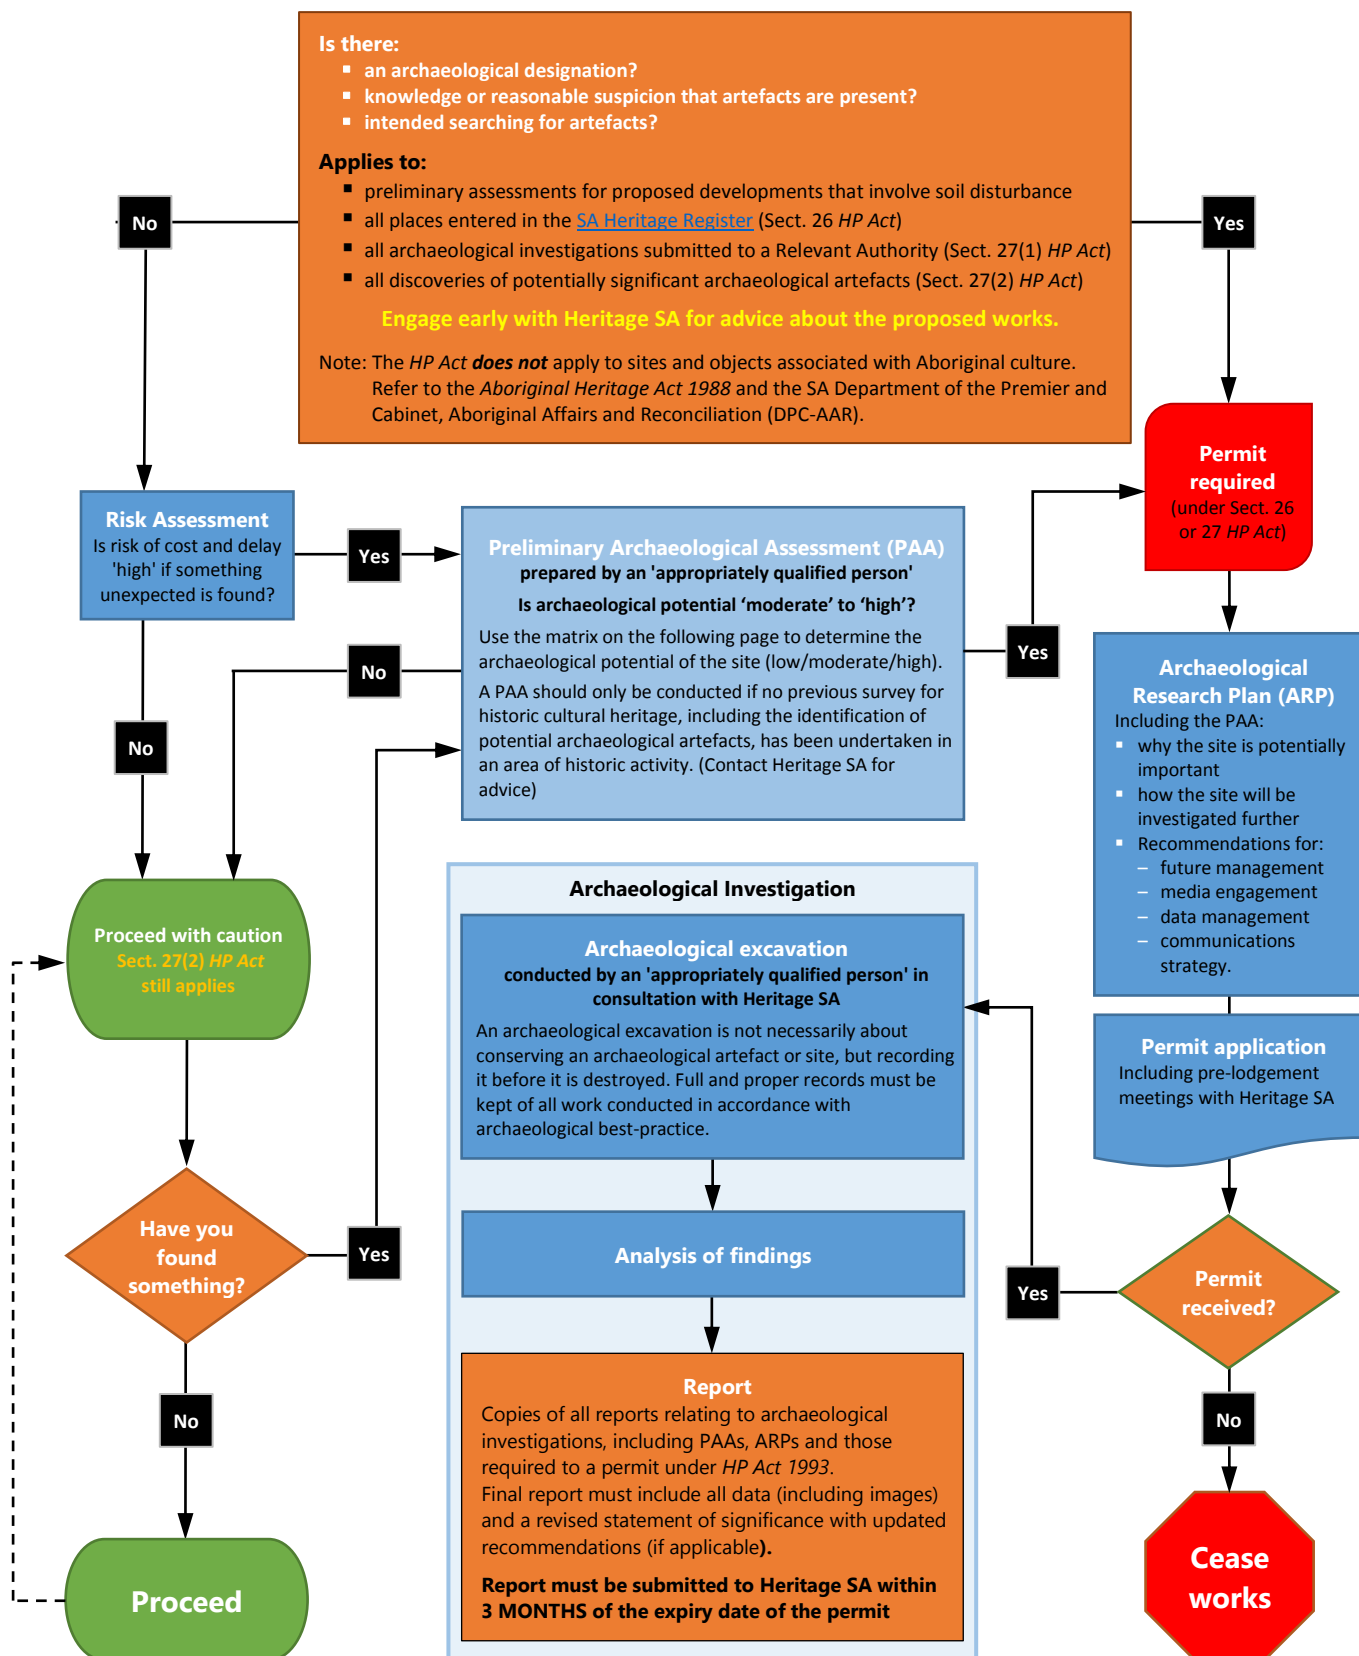 Is there:
▪ an archaeological designation?
▪ knowledge or reasonable suspicion that artefacts are present?
▪ intended searching for artefacts?
Applies to:
▪ preliminary assessments for proposed developments that involve soil disturbance
▪ all places entered in the SA Heritage Register (Sect. 26 HP Act)
▪ all archaeological investigations submitted to a Relevant Authority (Sect. 27(1) HP Act)
▪ all discoveries of potentially significant archaeological artefacts (Sect. 27(2) HP Act)
Engage early with Heritage SA for advice about the proposed works.
Note: The HP Act does not apply to sites and objects associated with Aboriginal culture.
Refer to the Aboriginal Heritage Act 1988 and the SA Department of the Premier and
Cabinet, Aboriginal Affairs and Reconciliation (DPC-AAR).
No
Yes
Risk Assessment
Is risk of cost and delay
'high' if something
unexpected is found?
Yes
No
Preliminary Archaeological Assessment (PAA)
prepared by an 'appropriately qualified person'
Is archaeological potential ‘moderate’ to ‘high’?
Use the matrix on the following page to determine the
archaeological potential of the site (low/moderate/high).
A PAA should only be conducted if no previous survey for
historic cultural heritage, including the identification of
potential archaeological artefacts, has been undertaken in
an area of historic activity. (Contact Heritage SA for
advice)
No
Yes
Permit
required
(under Sect. 26
or 27 HP Act)
Archaeological
Research Plan (ARP)
Including the PAA:
▪ why the site is potentially
important
▪ how the site will be
investigated further
▪ Recommendations for:
– future management
– media engagement
– data management
– communications
strategy.
Permit application
Including pre-lodgement
meetings with Heritage SA
Permit
received?
Yes
No
Cease
works
Archaeological Investigation
Archaeological excavation
conducted by an 'appropriately qualified person' in
consultation with Heritage SA
An archaeological excavation is not necessarily about
conserving an archaeological artefact or site, but recording
it before it is destroyed. Full and proper records must be
kept of all work conducted in accordance with
archaeological best-practice.
Analysis of findings
Report
Copies of all reports relating to archaeological
investigations, including PAAs, ARPs and those
required to a permit under HP Act 1993.
Final report must include all data (including images)
and a revised statement of significance with updated
recommendations (if applicable).
Report must be submitted to Heritage SA within
3 MONTHS of the expiry date of the permit
Proceed with caution
Sect. 27(2) HP Act
still applies
Have you
found
something?
Yes
No
Proceed